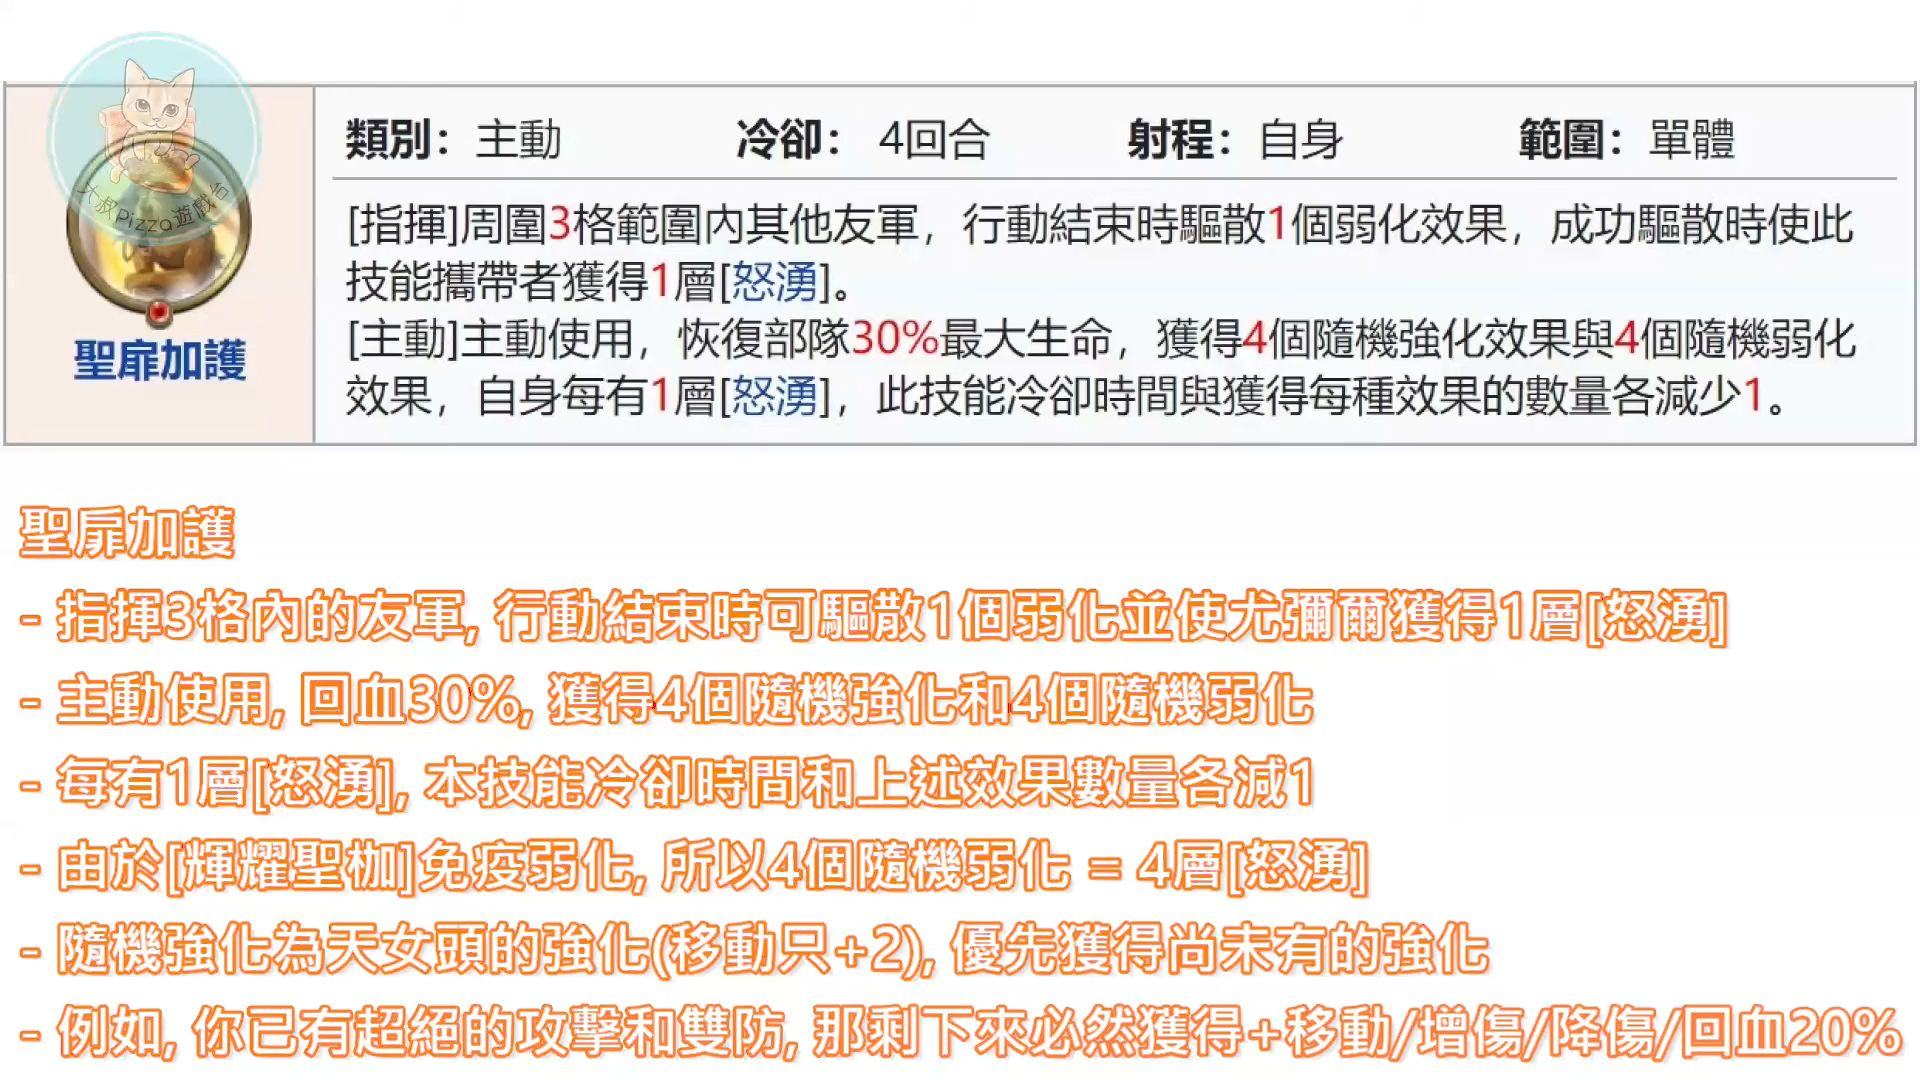 大叔Pizza遊戲台
類別：主動 冷卻：4回合 射程：自身 範圍：單體
[指揮]周圍3格範圍內其他友軍，行動結束時驅散1個弱化效果，成功驅散時使此
技能攜帶者獲得1層[怒湧]。
[主動]主動使用，恢復部隊30%最大生命，獲得4個隨機強化效果與4個隨機弱化
效果，自身每有1層[怒湧]，此技能冷卻時間與獲得每種效果的數量各減少1。
聖扉加護
聖扉加護
- 指揮3格內的友軍, 行動結束時可驅散1個弱化並使尤彌爾獲得1層[怒湧]
- 主動使用, 回血30%, 獲得4個隨機強化和4個隨機弱化
- 每有1層[怒湧], 本技能冷卻時間和上述效果數量各減1
- 由於[輝耀聖枷]免疫弱化, 所以4個隨機弱化 = 4層[怒湧]
- 隨機強化為天女頭的強化(移動只+2), 優先獲得尚未有的強化
- 例如, 你已有超絕的攻擊和雙防, 那剩下來必然獲得+移動/增傷/降傷/回血20%